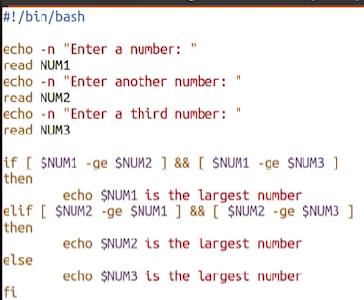 #!/bin/bash
echo -n "Enter a number: "
read NUM1
echo -n "Enter another number: "
read NUM2
echo -n "Enter a third number: "
read NUM3
if [ $NUM1 -ge $NUM2 ] && [ $NUM1 -ge $NUM3 ]
then
echo $NUM1 is the largest number
elif [ $NUM2 -ge $NUM1 ] && [ $NUM2 -ge $NUM3 ]
then
echo $NUM2 is the largest number
else
echo $NUM3 is the largest number
fi